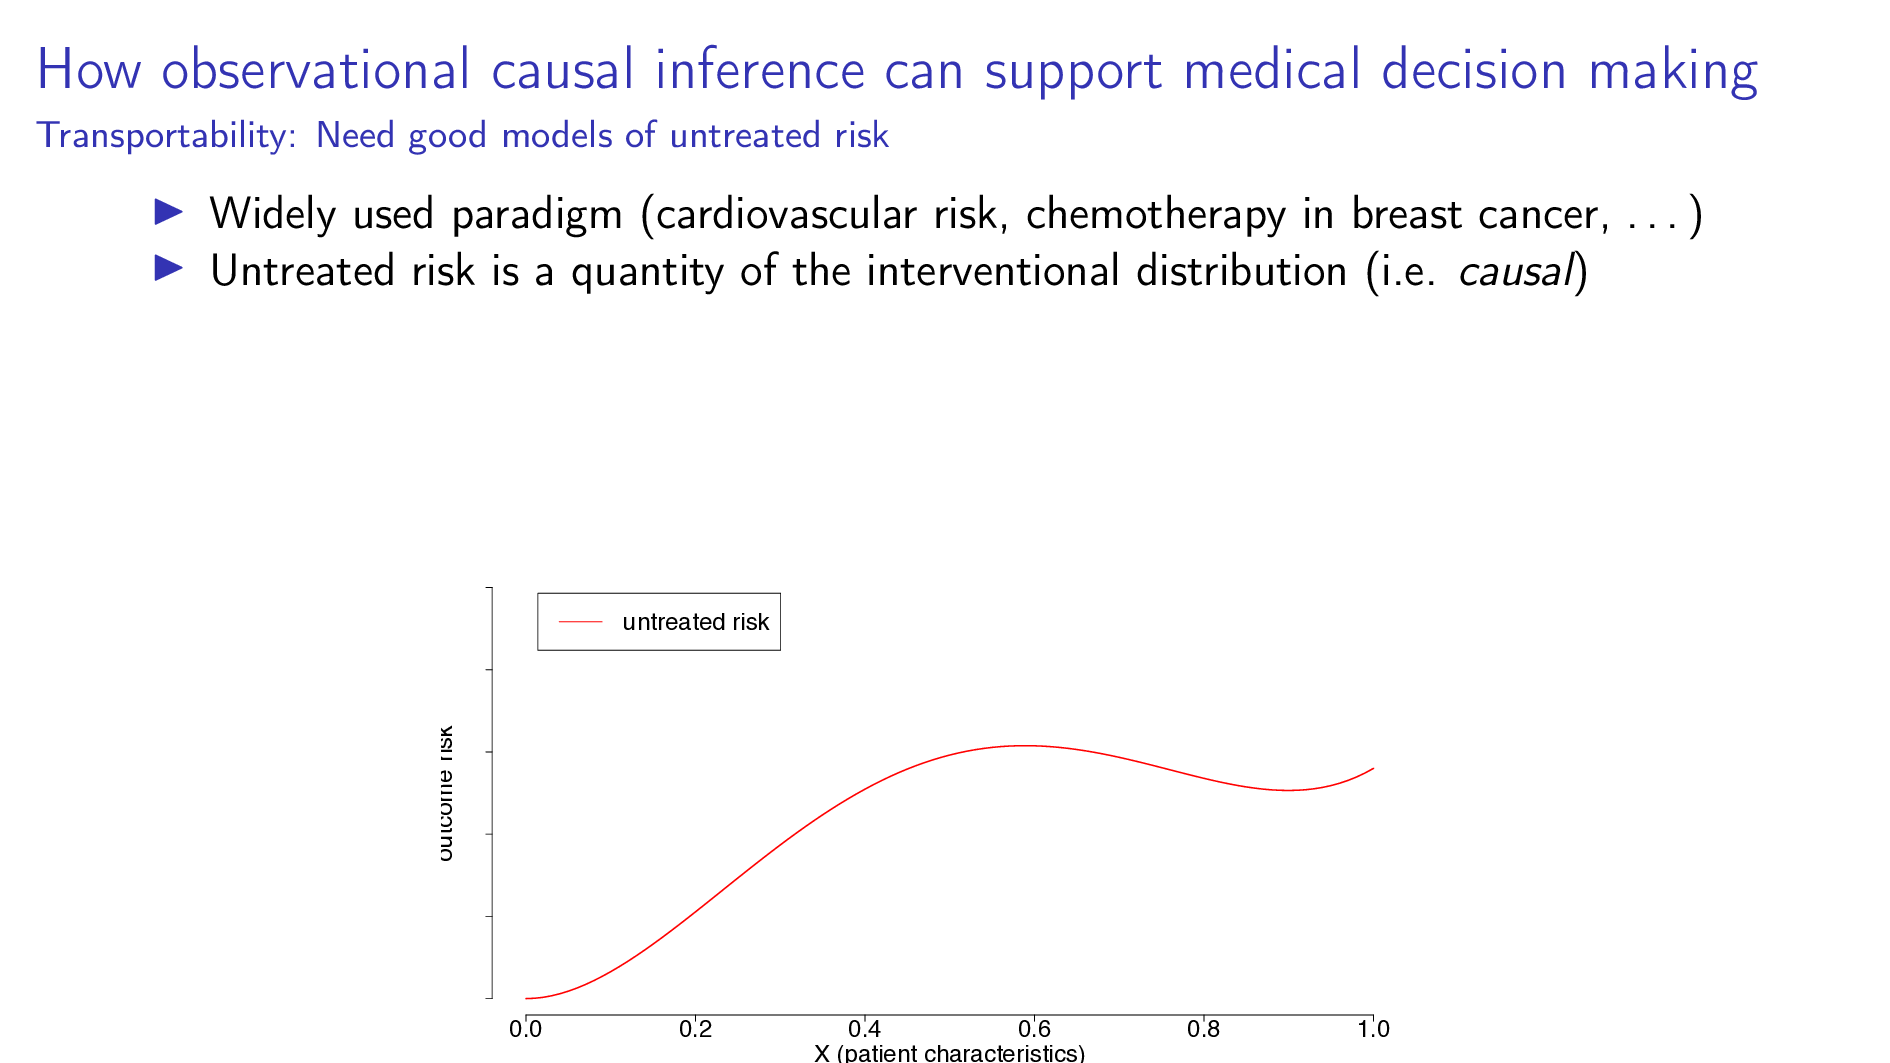 How observational causal inference can support medical decision making
Transportability: Need good models of untreated risk
▶ Widely used paradigm (cardiovascular risk, chemotherapy in breast cancer, . . . )
▶ Untreated risk is a quantity of the interventional distribution (i.e. causal)
untreated risk
outcome risk
0.0 0.2 0.4 0.6 0.8 1.0
X (patient characteristics)